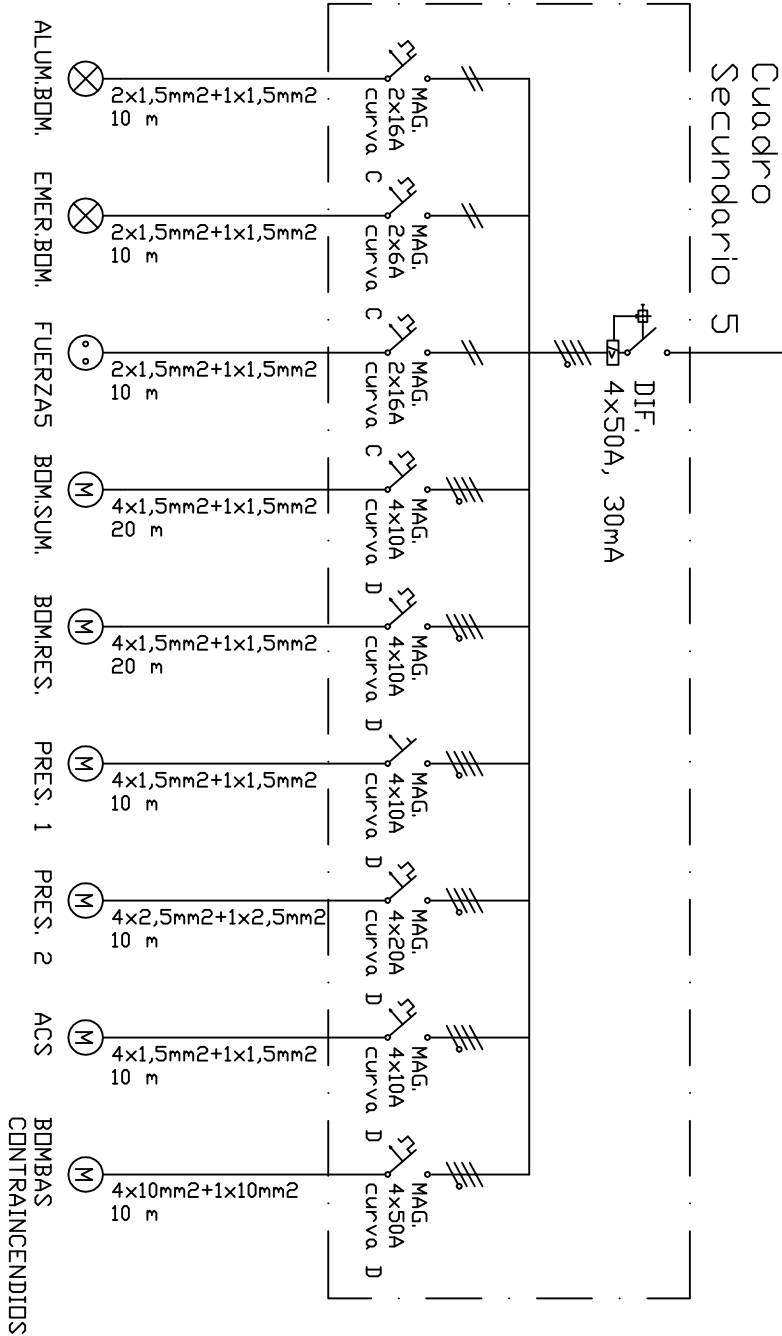 Cuadro
Secundario 5
DIF.
4x50A, 30mA
MAG.
2x16A
curva C
2x1,5mm2+1x1,5mm2
10 m
ALUM.BOM.
MAG.
2x6A
curva C
2x1,5mm2+1x1,5mm2
10 m
EMER.BOM.
MAG.
2x16A
curva C
2x1,5mm2+1x1,5mm2
10 m
FUERZA5
MAG.
4x10A
curva D
4x1,5mm2+1x1,5mm2
20 m
M
BOM.SUM.
MAG.
4x10A
curva D
4x1,5mm2+1x1,5mm2
20 m
M
BOM.RES.
MAG.
4x10A
curva D
4x1,5mm2+1x1,5mm2
10 m
M
PRES. 1
MAG.
4x20A
curva D
4x2,5mm2+1x2,5mm2
10 m
M
PRES. 2
MAG.
4x10A
curva D
4x1,5mm2+1x1,5mm2
10 m
M
ACS
MAG.
4x50A
curva D
4x10mm2+1x10mm2
10 m
M
BOMBAS
CONTRAINCENDIOS